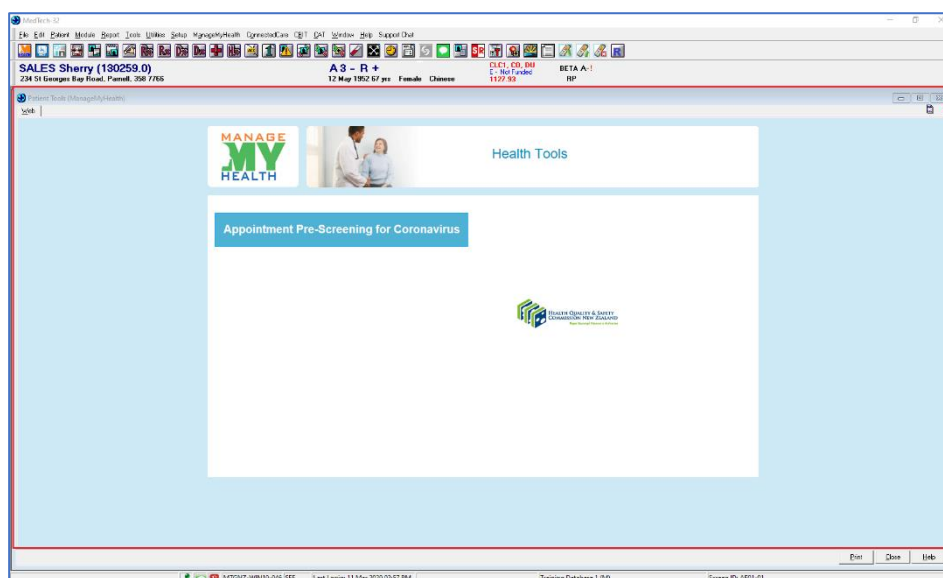 MedTech-32
File Edit Patient Module Report Tools Utilities Setup ManageMyHealth ConnectedCare CBIT CAT Window Help Support Chat
SALES Sherry (130259.0)
A 3 - R +
CLC1, CO, DU
BETA A-!
234 St Georges Bay Road, Parnell, 358 7766
12 May 1952 67 yrs Female Chinese
E - Not Funded
1127.93
RP
Patient Tools (ManageMyHealth)
Web
MANAGE
MY
HEALTH
Health Tools
Appointment Pre-Screening for Coronavirus
HEALTH QUALITY & SAFETY
COMMISSION NEW ZEALAND
Print Close Help
Training Database 1 (M)